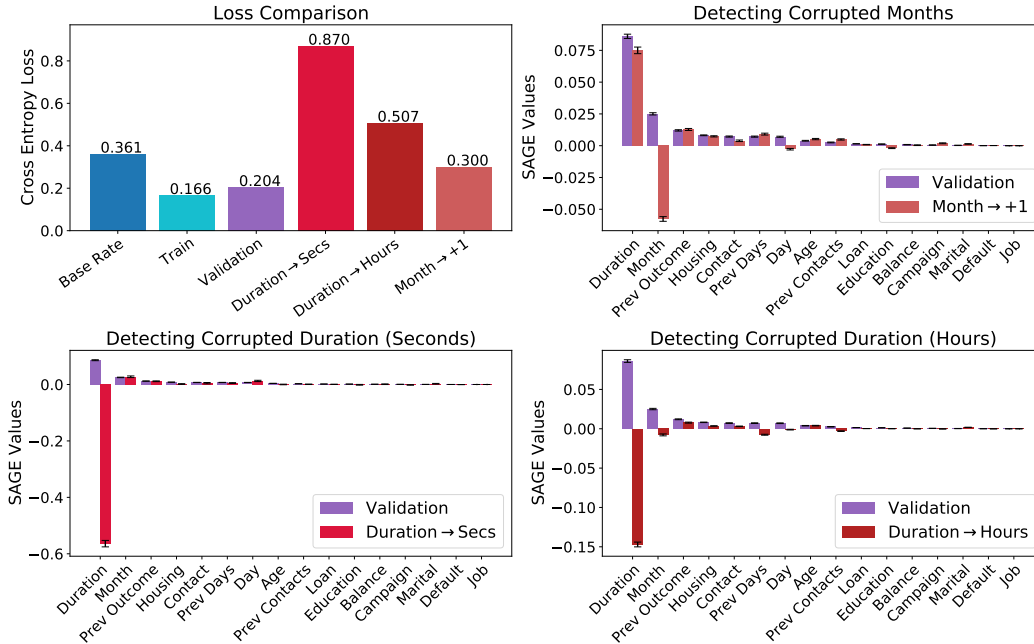 Loss Comparison
Cross Entropy Loss
0.8
0.6
0.4
0.2
0.0
0.361
0.166
0.204
0.870
0.507
0.300
Base Rate
Train
Validation
Duration→Secs
Duration→Hours
Month→+1
Detecting Corrupted Months
SAGE Values
0.075
0.050
0.025
0.000
−0.025
−0.050
Validation
Month→+1
Duration
Month
Prev Outcome
Housing
Contact
Prev Days
Day
Age
Prev Contacts
Loan
Education
Balance
Campaign
Marital
Default
Job
Detecting Corrupted Duration (Seconds)
SAGE Values
0.0
−0.2
−0.4
−0.6
Validation
Duration→Secs
Duration
Month
Prev Outcome
Housing
Contact
Prev Days
Day
Age
Prev Contacts
Loan
Education
Balance
Campaign
Marital
Default
Job
Detecting Corrupted Duration (Hours)
SAGE Values
0.05
0.00
−0.05
−0.10
−0.15
Validation
Duration→Hours
Duration
Month
Prev Outcome
Housing
Contact
Prev Days
Day
Age
Prev Contacts
Loan
Education
Balance
Campaign
Marital
Default
Job